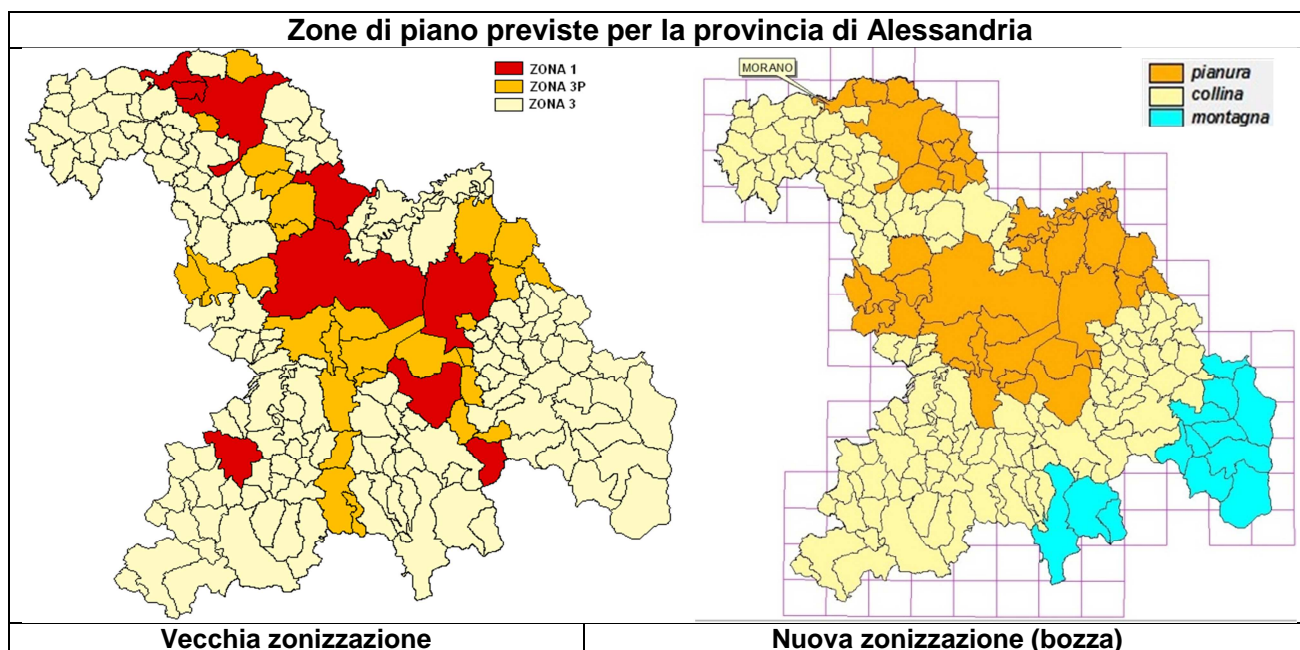 Zone di piano previste per la provincia di Alessandria
ZONA 1
ZONA 3P
ZONA 3
MORANO
pianura
collina
montagna
Vecchia zonizzazione
Nuova zonizzazione (bozza)